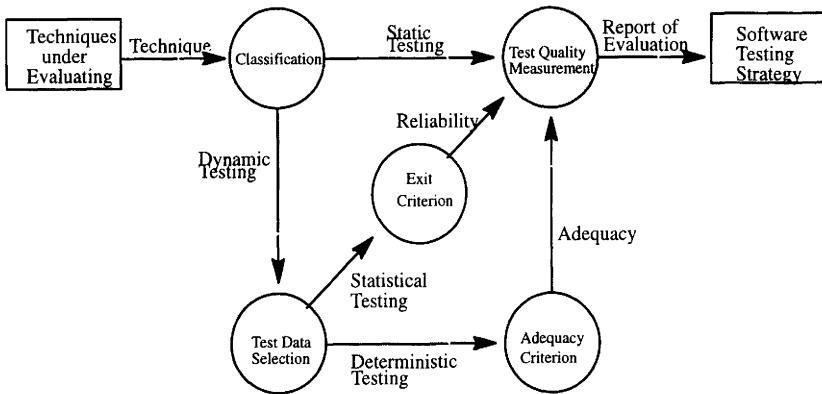 Techniques
under
Evaluating
Technique
Classification
Static
Testing
Test Quality
Measurement
Report of
Evaluation
Software
Testing
Strategy
Dynamic
Testing
Reliability
Exit
Criterion
Adequacy
Statistical
Testing
Test Data
Selection
Deterministic
Testing
Adequacy
Criterion